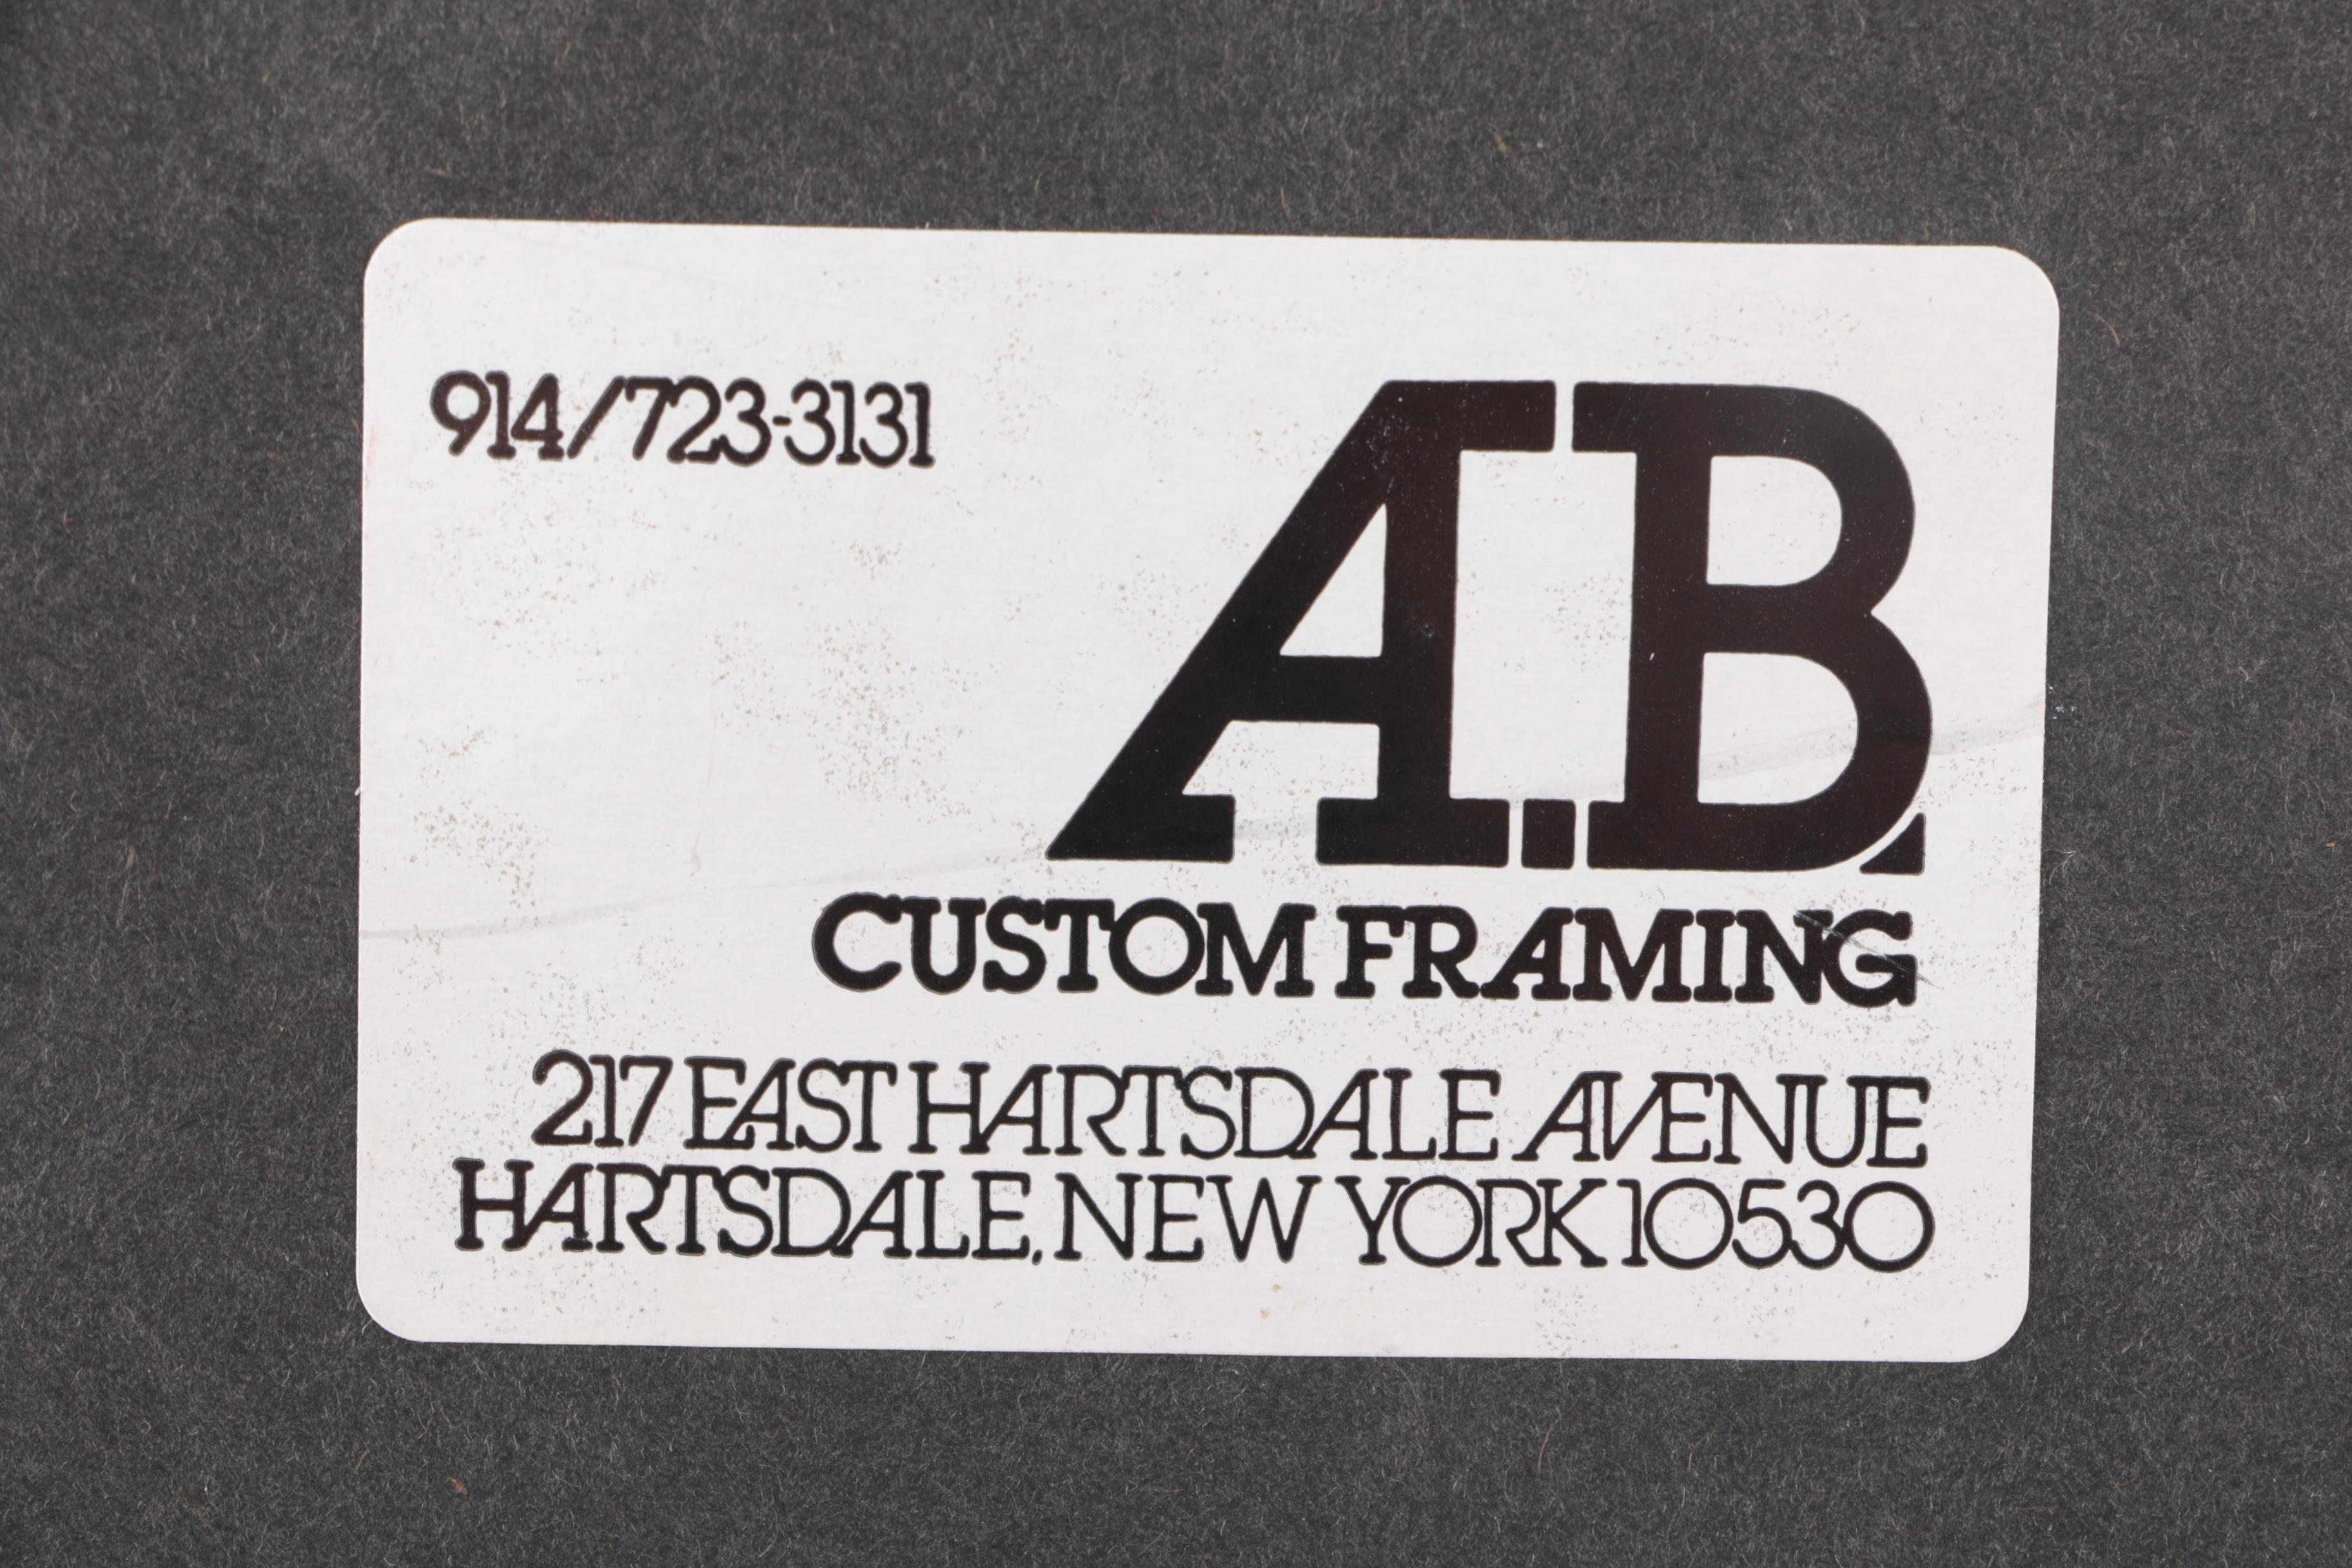 914/723-3131
A.B.
CUSTOM FRAMING
217 EAST HARTSDALE AVENUE
HARTSDALE, NEW YORK 10530